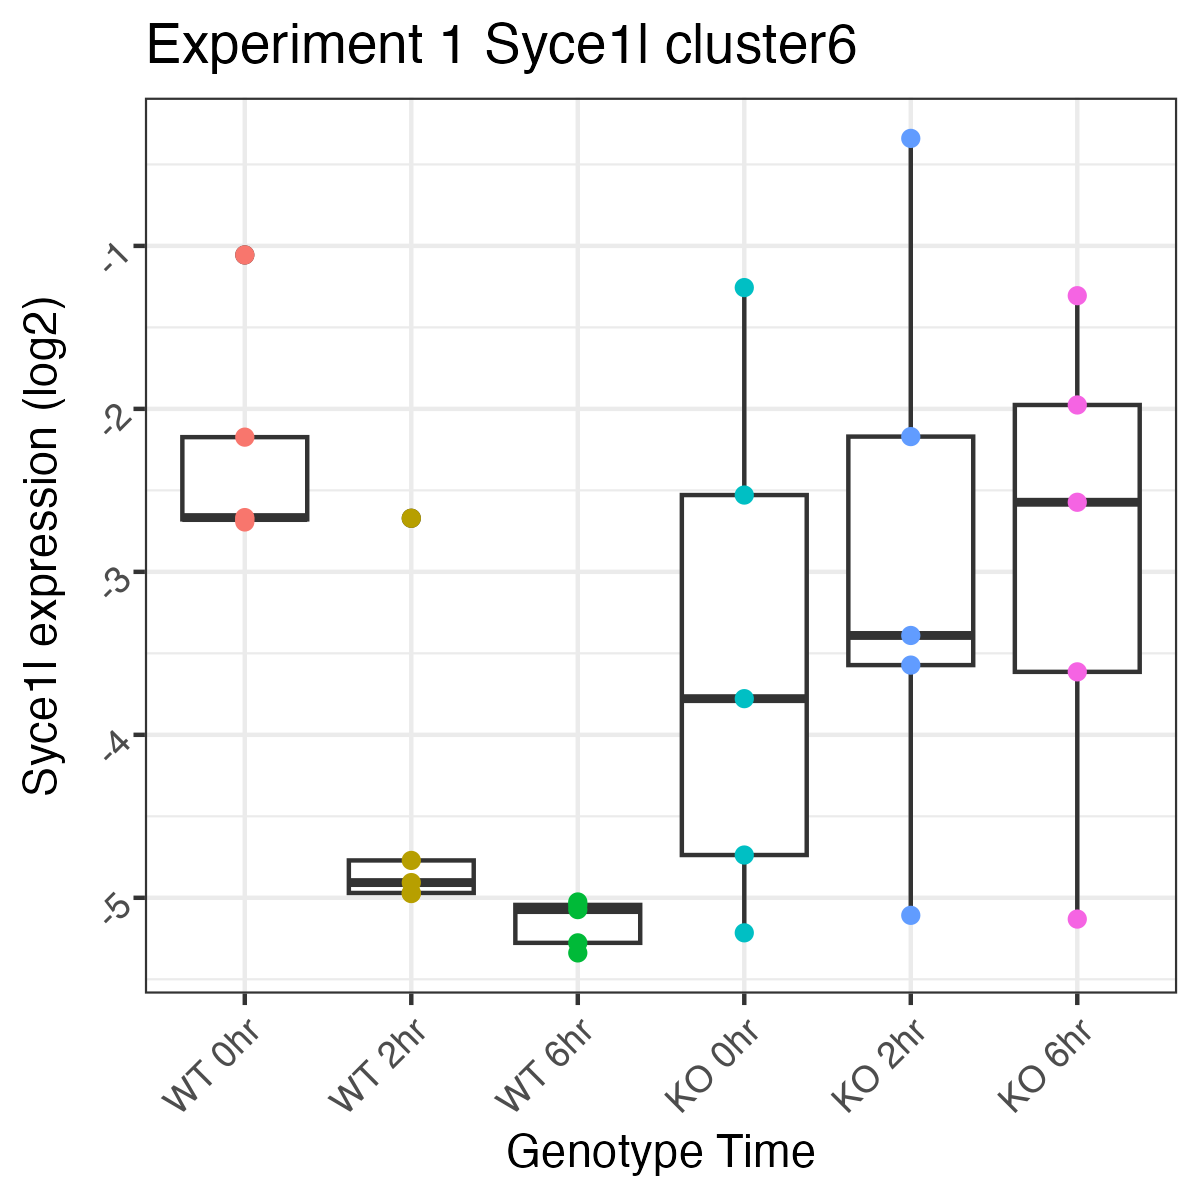 Experiment 1 Syce1l cluster6
Syce1l expression (log2)
-1
-2
-3
-4
-5
WT 0hr
WT 2hr
WT 6hr
KO 0hr
KO 2hr
KO 6hr
Genotype Time